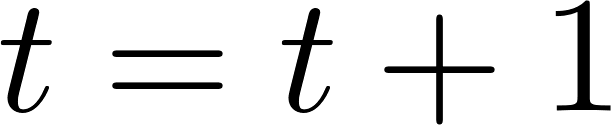 t = t + 1